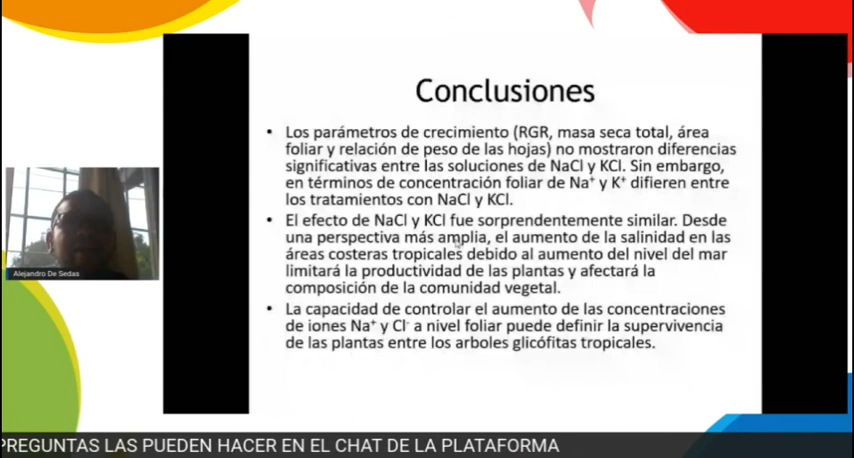 Conclusiones
• Los parámetros de crecimiento (RGR, masa seca total, área
foliar y relación de peso de las hojas) no mostraron diferencias
significativas entre las soluciones de NaCl y KCl. Sin embargo,
en términos de concentración foliar de Na⁺ y K⁺ difieren entre
los tratamientos con NaCl y KCl.
• El efecto de NaCl y KCl fue sorprendentemente similar. Desde
una perspectiva más amplia, el aumento de la salinidad en las
áreas costeras tropicales debido al aumento del nivel del mar
limitará la productividad de las plantas y afectará la
composición de la comunidad vegetal.
• La capacidad de controlar el aumento de las concentraciones
de iones Na⁺ y Cl⁻ a nivel foliar puede definir la supervivencia
de las plantas entre los arboles glicófitas tropicales.
Alejandro De Sedas
PREGUNTAS LAS PUEDEN HACER EN EL CHAT DE LA PLATAFORMA